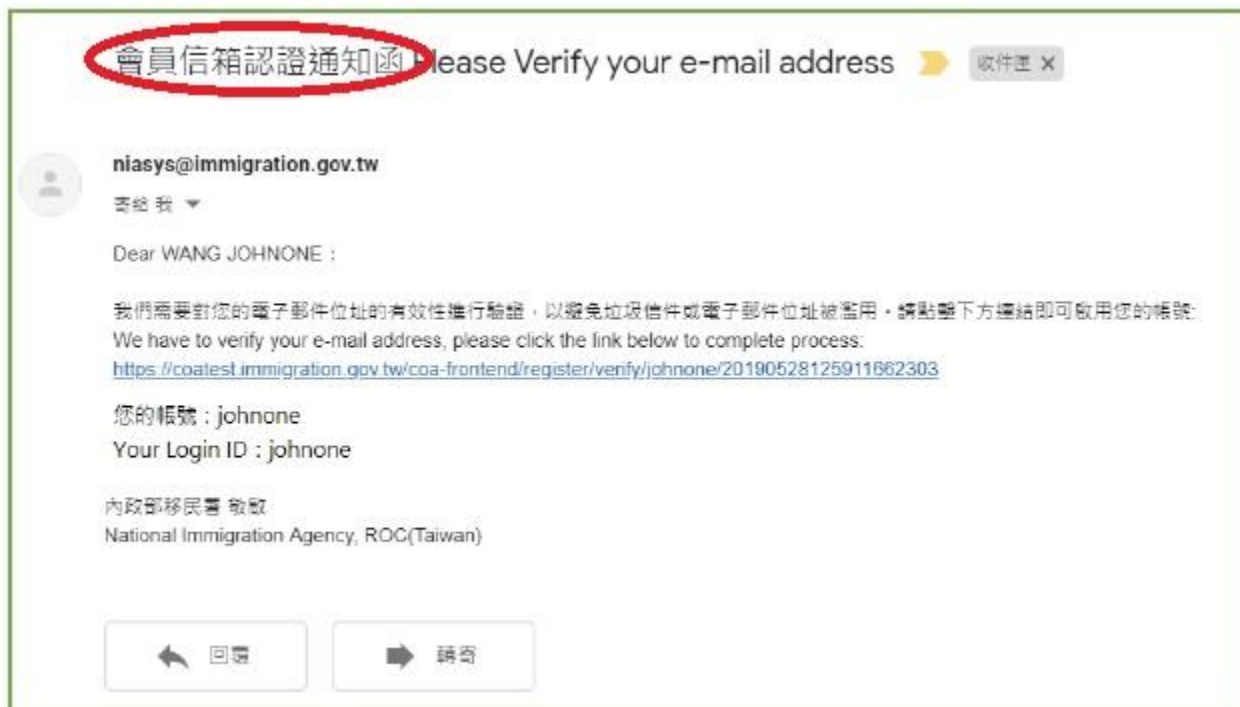 會員信箱認證通知函 Please Verify your e-mail address 收件匣 ×
niasys@immigration.gov.tw
寄給 我
Dear WANG JOHNONE：
我們需要對您的電子郵件位址的有效性進行驗證，以避免垃圾信件或電子郵件位址被濫用。請點擊下方連結即可啟用您的帳號:
We have to verify your e-mail address, please click the link below to complete process:
https://coatest.immigration.gov.tw/coa-frontend/register/verify/johnone/20190528125911662303
您的帳號：johnone
Your Login ID：johnone
內政部移民署 敬啟
National Immigration Agency, ROC(Taiwan)
回覆
轉寄